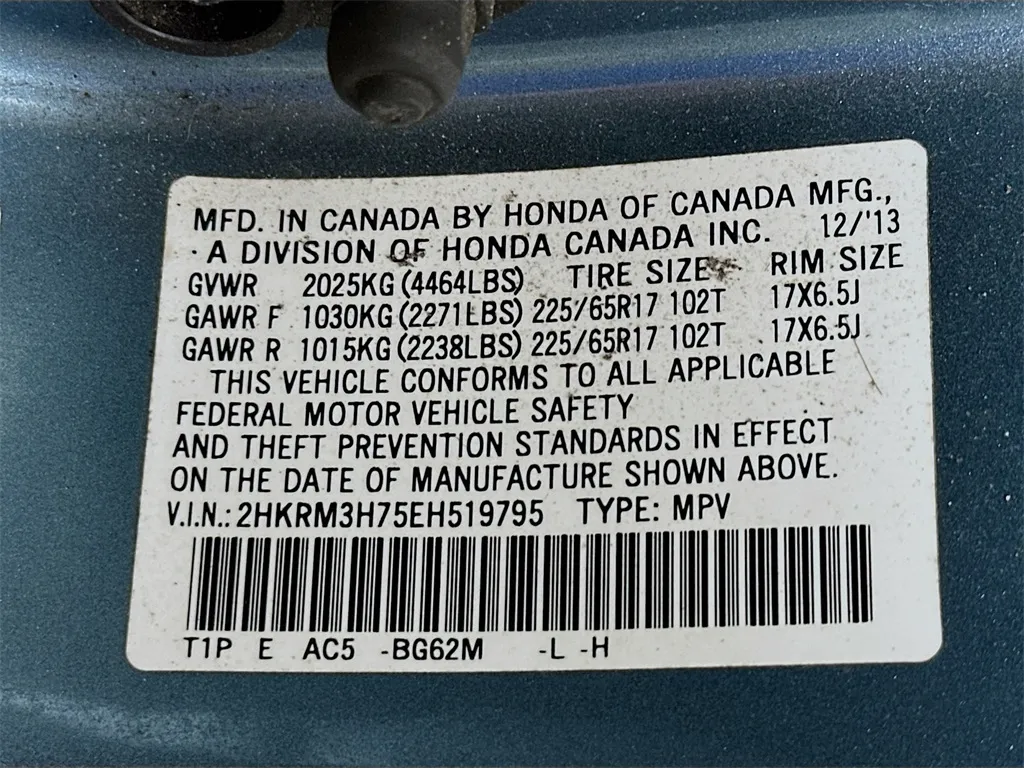 MFD. IN CANADA BY HONDA OF CANADA MFG.,
· A DIVISION OF HONDA CANADA INC. 12/'13
GVWR 2025KG (4464LBS) TIRE SIZE RIM SIZE
GAWR F 1030KG (2271LBS) 225/65R17 102T 17X6.5J
GAWR R 1015KG (2238LBS) 225/65R17 102T 17X6.5J
THIS VEHICLE CONFORMS TO ALL APPLICABLE
FEDERAL MOTOR VEHICLE SAFETY
AND THEFT PREVENTION STANDARDS IN EFFECT
ON THE DATE OF MANUFACTURE SHOWN ABOVE.
V.I.N.: 2HKRM3H75EH519795 TYPE: MPV
T1P E AC5 -BG62M -L -H